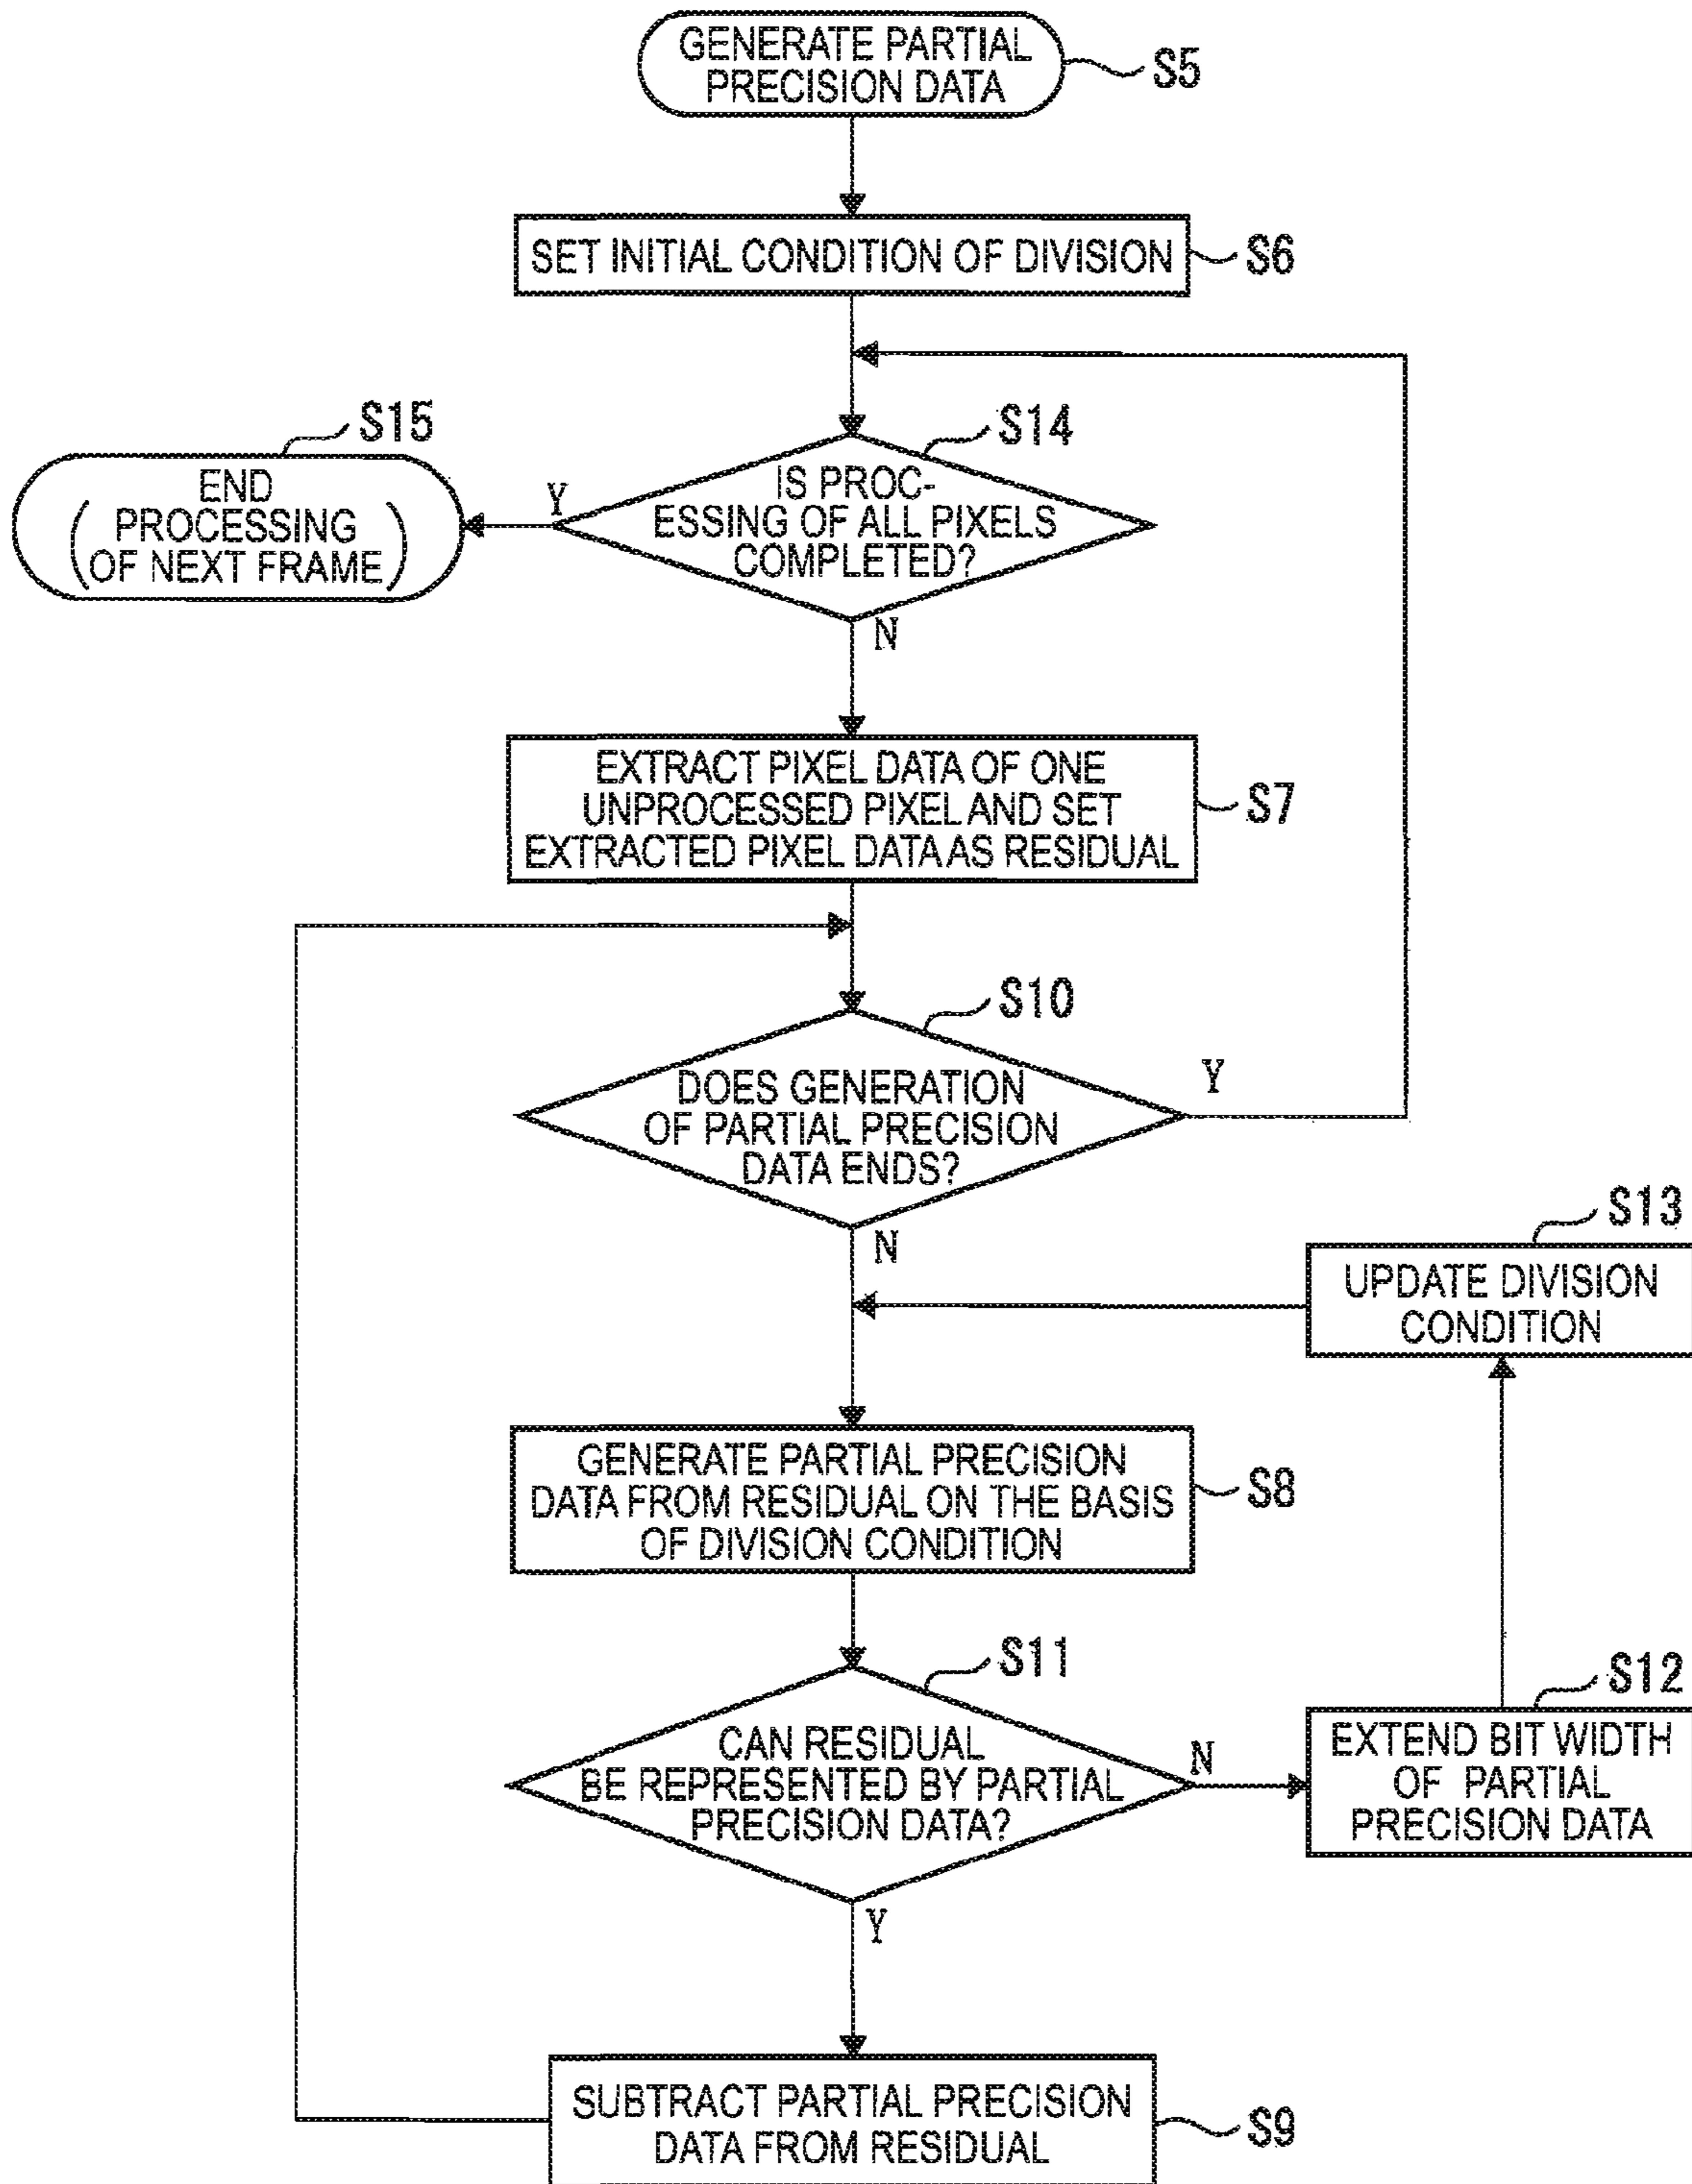 GENERATE PARTIAL
PRECISION DATA
S5
SET INITIAL CONDITION OF DIVISION
S6
S15
S14
END
(PROCESSING
OF NEXT FRAME)
Y
IS PROC-
ESSING OF ALL PIXELS
COMPLETED?
N
EXTRACT PIXEL DATA OF ONE
UNPROCESSED PIXEL AND SET
EXTRACTED PIXEL DATA AS RESIDUAL
S7
S10
DOES GENERATION
OF PARTIAL PRECISION
DATA ENDS?
Y
N
S13
UPDATE DIVISION
CONDITION
GENERATE PARTIAL PRECISION
DATA FROM RESIDUAL ON THE BASIS
OF DIVISION CONDITION
S8
S11
CAN RESIDUAL
BE REPRESENTED BY PARTIAL
PRECISION DATA?
N
Y
S12
EXTEND BIT WIDTH
OF PARTIAL
PRECISION DATA
SUBTRACT PARTIAL PRECISION
DATA FROM RESIDUAL
S9